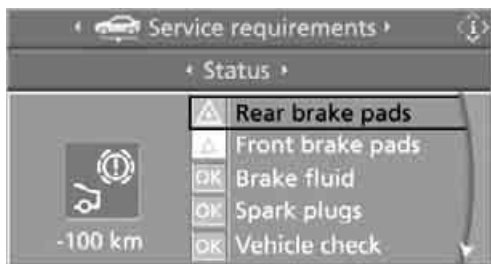 Service requirements
Status
Rear brake pads
Front brake pads
OK Brake fluid
OK Spark plugs
-100 km
OK Vehicle check